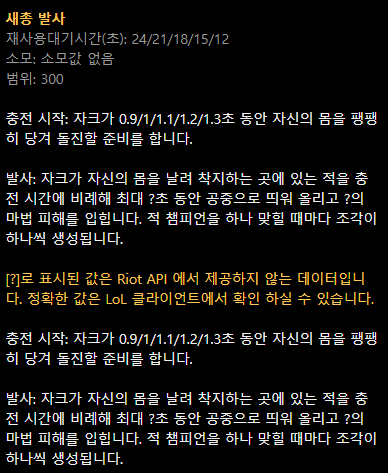 새총 발사
재사용대기시간(초): 24/21/18/15/12
소모: 소모값 없음
범위: 300
충전 시작: 자크가 0.9/1/1.1/1.2/1.3초 동안 자신의 몸을 팽팽
히 당겨 돌진할 준비를 합니다.
발사: 자크가 자신의 몸을 날려 착지하는 곳에 있는 적을 충
전 시간에 비례해 최대 ?초 동안 공중으로 띄워 올리고 ?의
마법 피해를 입힙니다. 적 챔피언을 하나 맞힐 때마다 조각이
하나씩 생성됩니다.
[?]로 표시된 값은 Riot API 에서 제공하지 않는 데이터입니
다. 정확한 값은 LoL 클라이언트에서 확인 하실 수 있습니다.
충전 시작: 자크가 0.9/1/1.1/1.2/1.3초 동안 자신의 몸을 팽팽
히 당겨 돌진할 준비를 합니다.
발사: 자크가 자신의 몸을 날려 착지하는 곳에 있는 적을 충
전 시간에 비례해 최대 ?초 동안 공중으로 띄워 올리고 ?의
마법 피해를 입힙니다. 적 챔피언을 하나 맞힐 때마다 조각이
하나씩 생성됩니다.